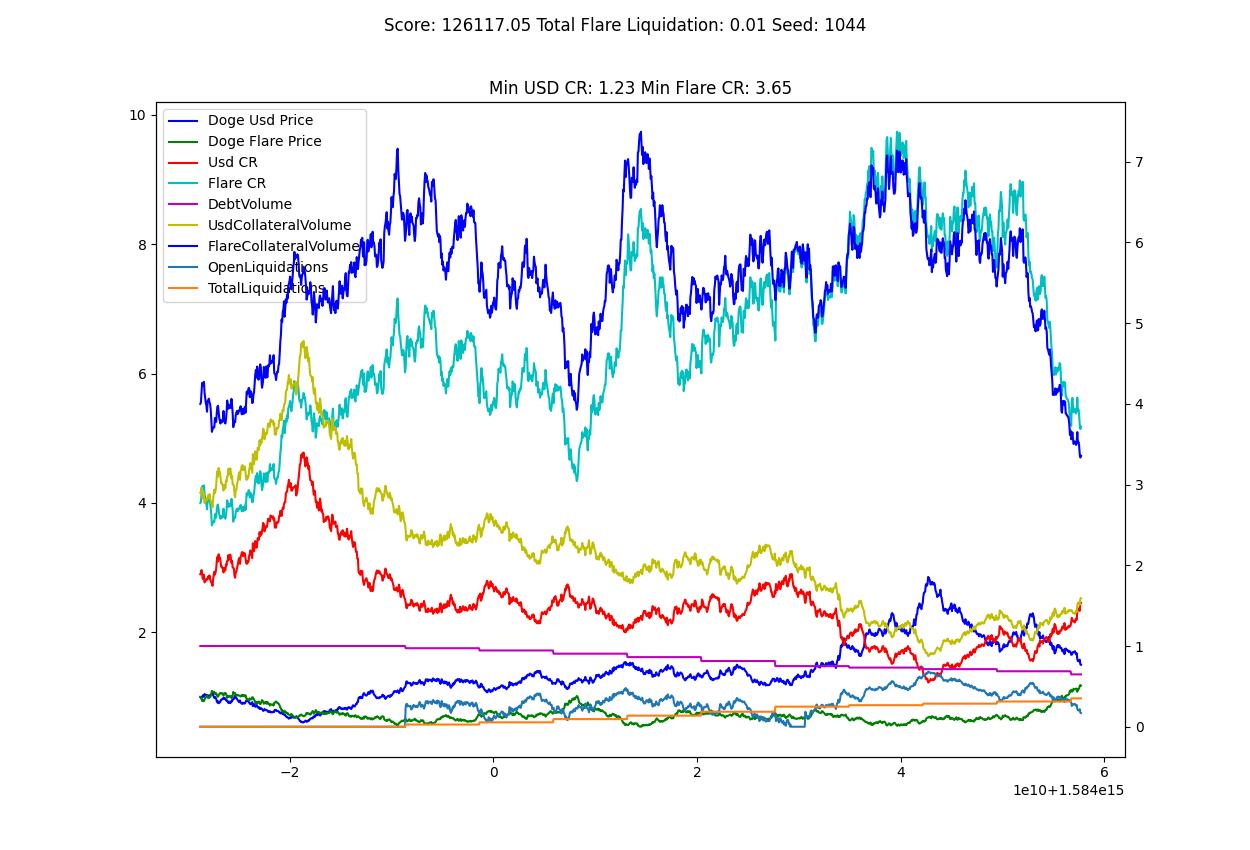 Score: 126117.05 Total Flare Liquidation: 0.01 Seed: 1044
Min USD CR: 1.23 Min Flare CR: 3.65
Doge Usd Price
Doge Flare Price
Usd CR
Flare CR
DebtVolume
UsdCollateralVolume
FlareCollateralVolume
OpenLiquidations
TotalLiquidations
10
8
6
4
2
7
6
5
4
3
2
1
0
−2 0 2 4 6
1e10+1.584e15